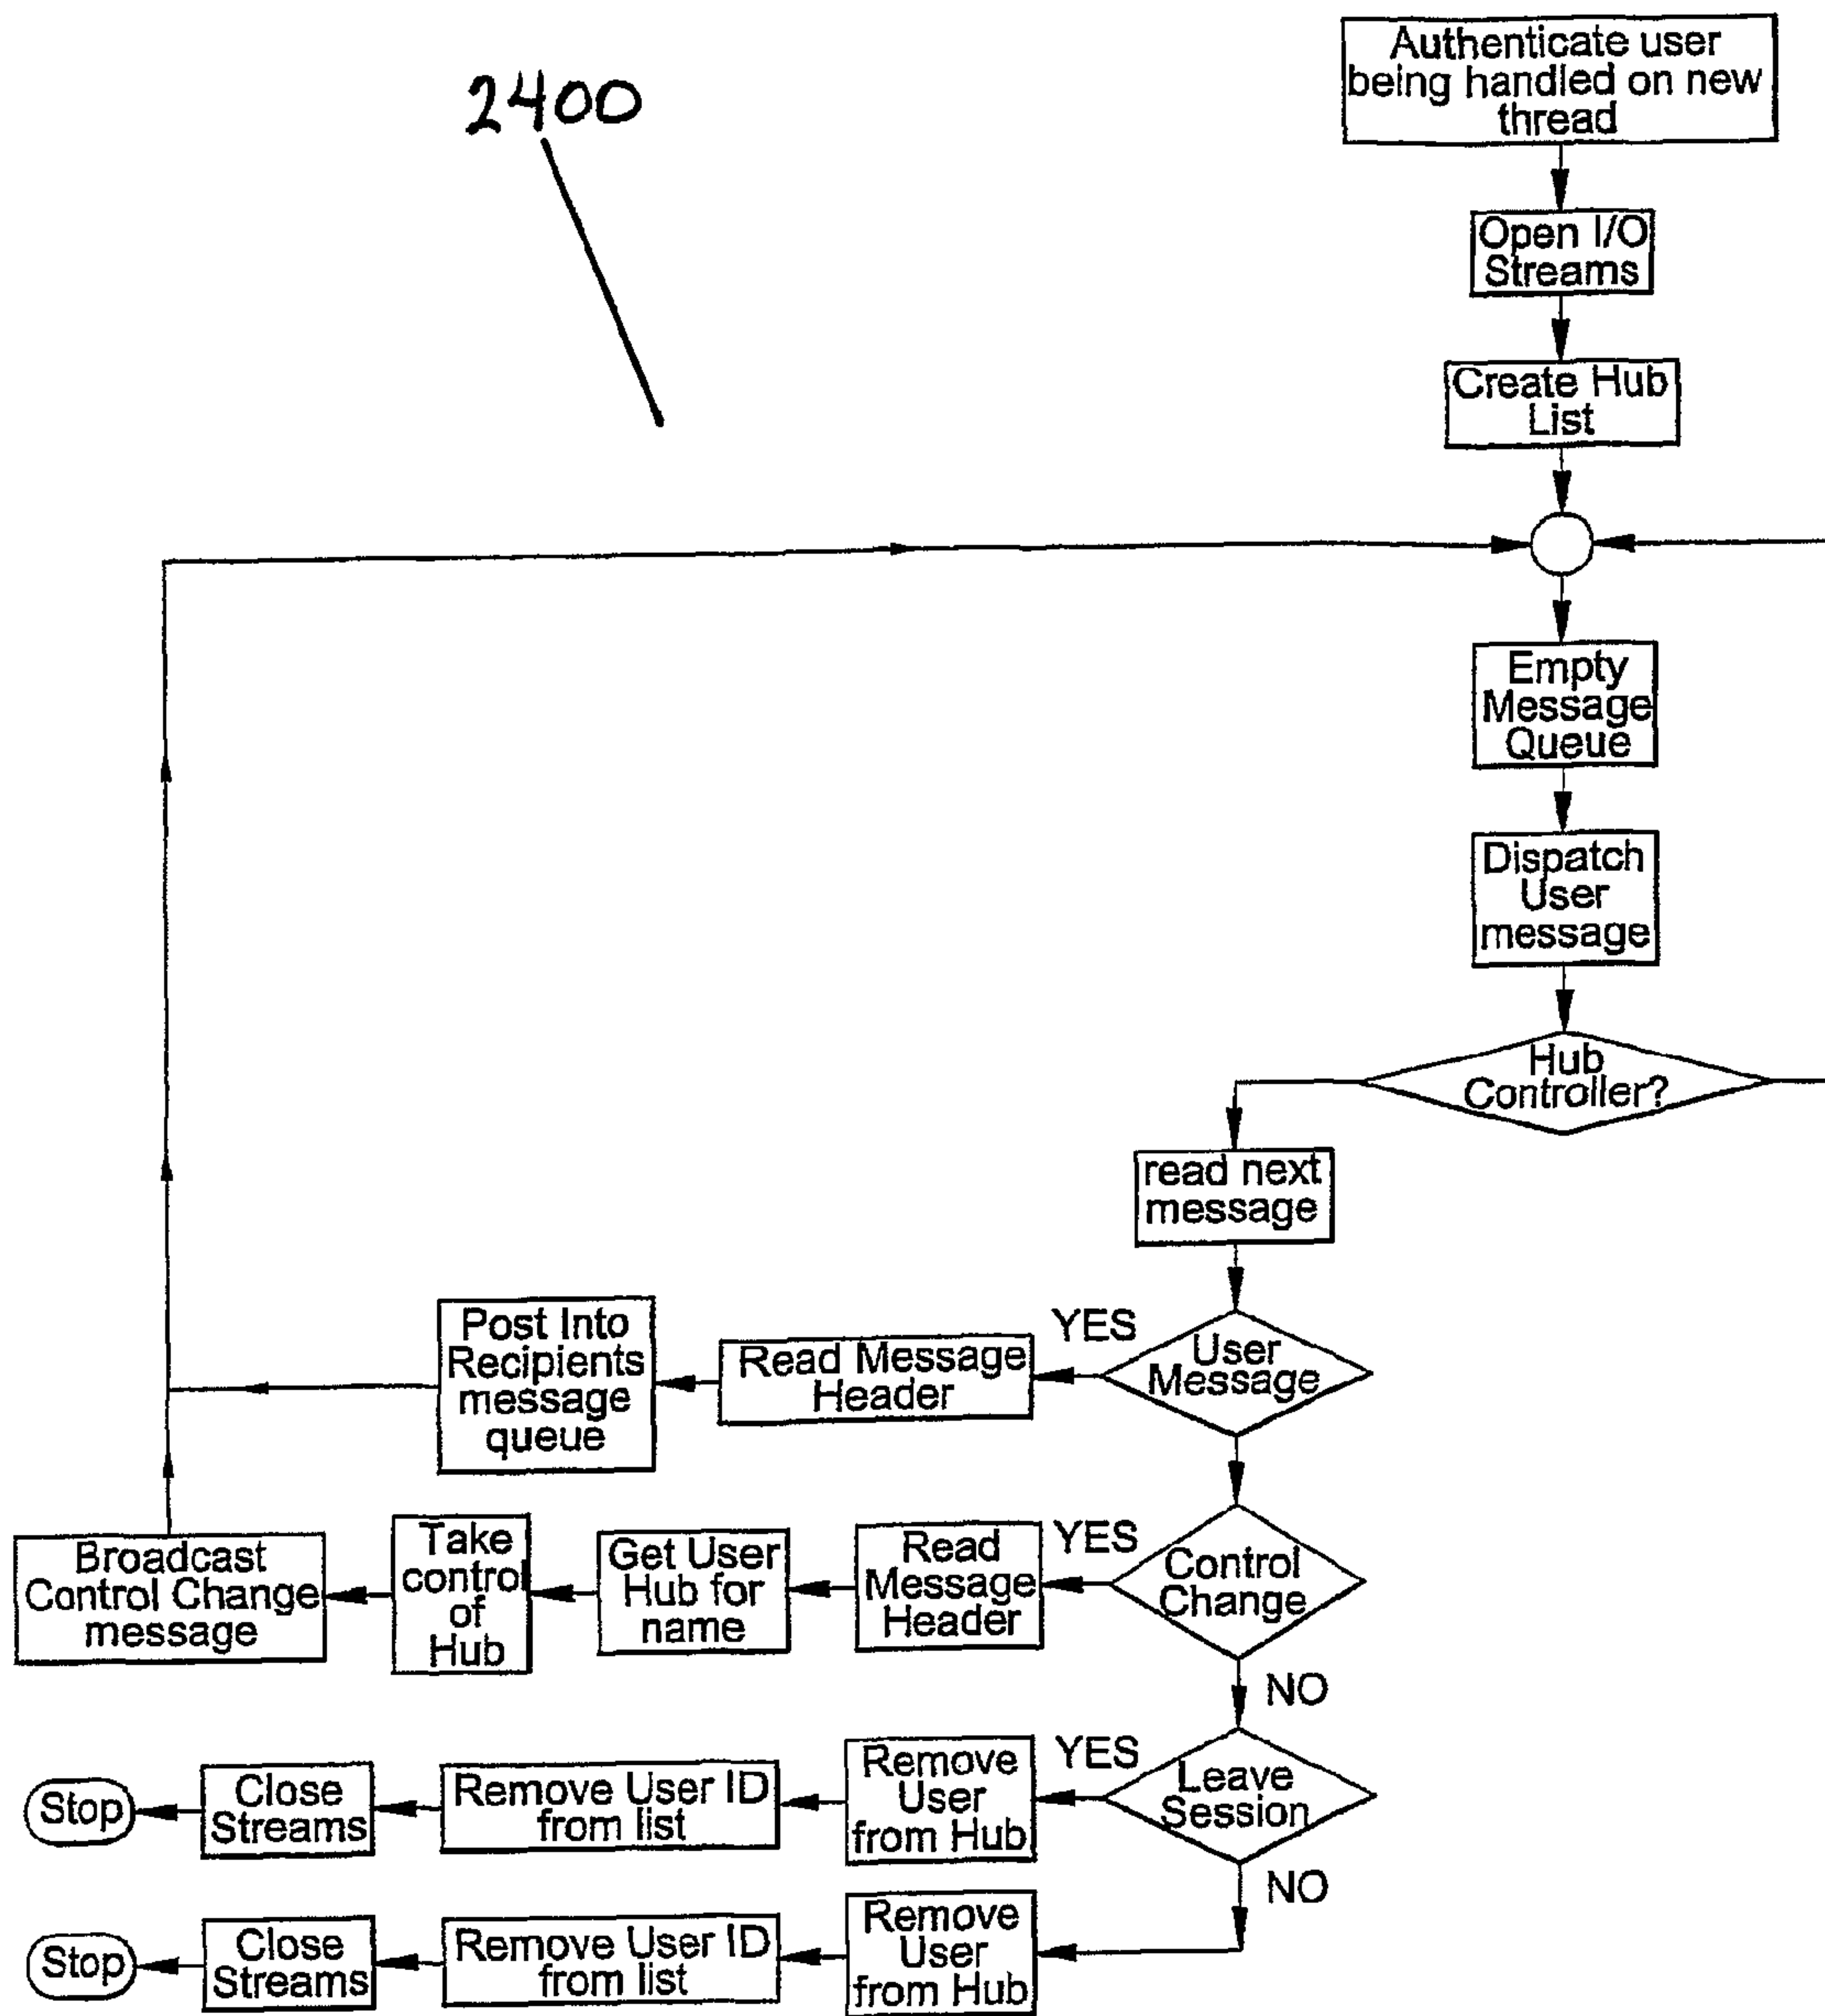 2400
Authenticate user
being handled on new
thread
Open I/O
Streams
Create Hub
List
Empty
Message
Queue
Dispatch
User
message
Hub
Controller?
read next
message
User
Message
YES
Read Message
Header
Post Into
Recipients
message
queue
Control
Change
YES
Read
Message
Header
Get User
Hub for
name
Take
control
of
Hub
Broadcast
Control Change
message
NO
Leave
Session
YES
Remove
User
from Hub
Remove User ID
from list
Close
Streams
Stop
NO
Remove
User
from Hub
Remove User ID
from list
Close
Streams
Stop